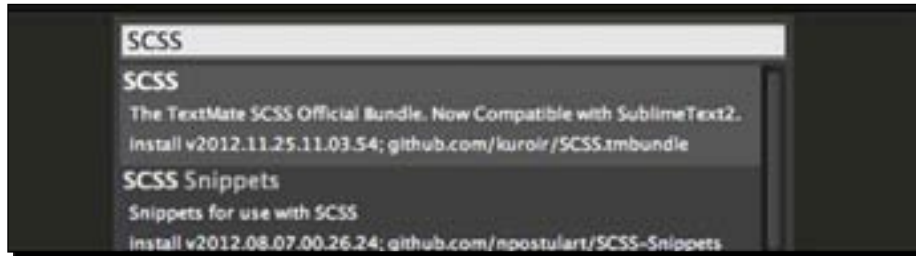 SCSS
SCSS
The TextMate SCSS Official Bundle. Now Compatible with SublimeText2.
install v2012.11.25.11.03.54; github.com/kuroir/SCSS.tmbundle
SCSS Snippets
Snippets for use with SCSS
install v2012.08.07.00.26.24; github.com/npostulart/SCSS-Snippets